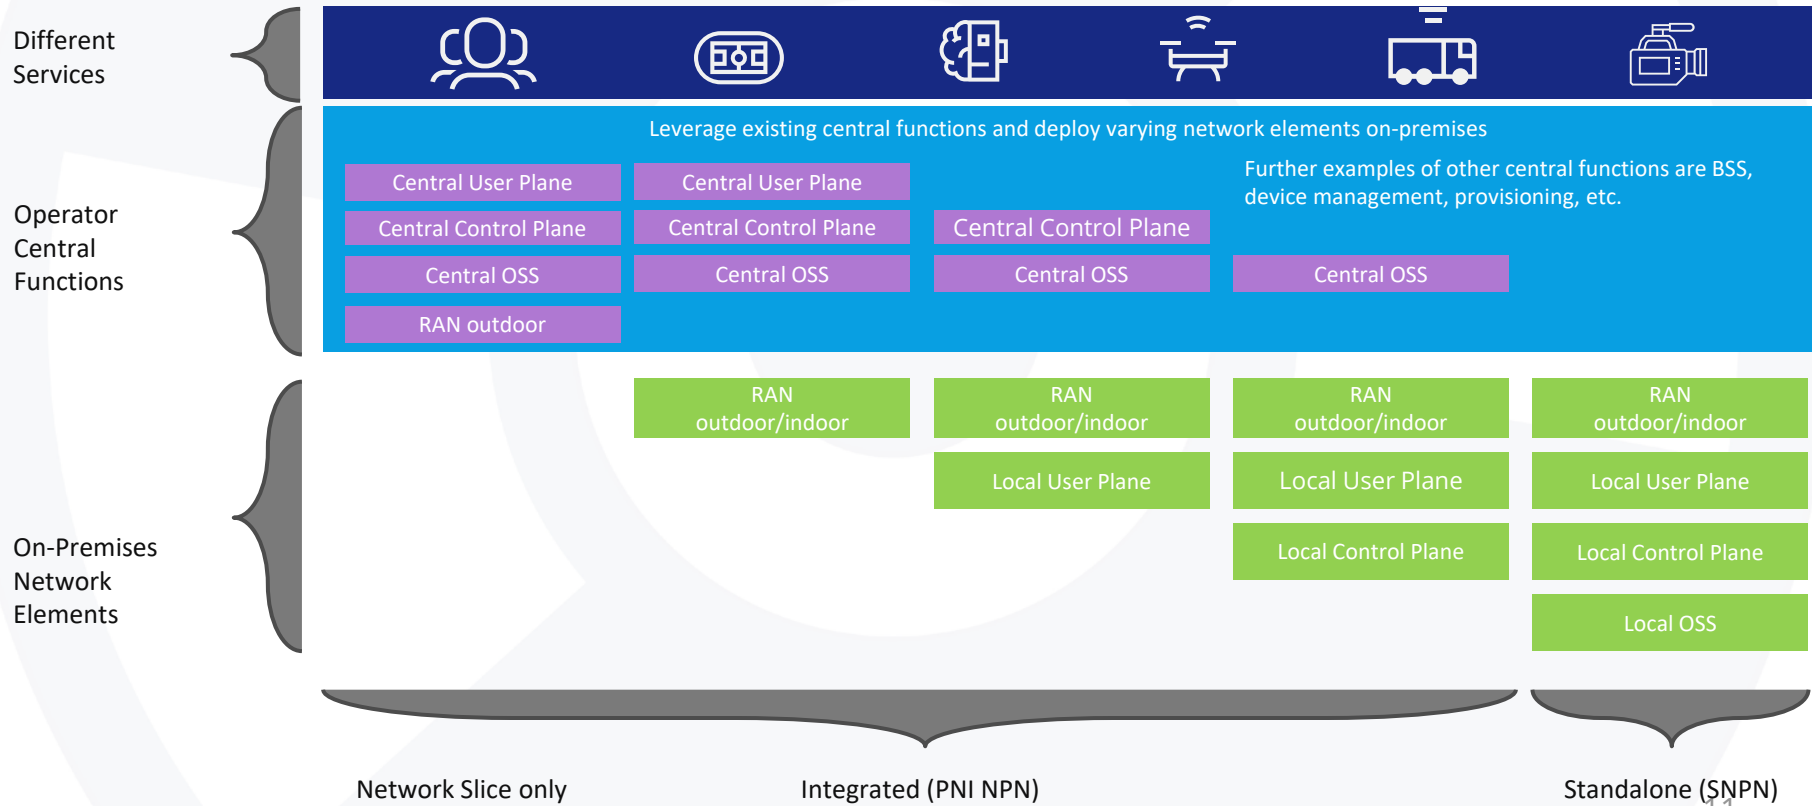 Different
Services
Leverage existing central functions and deploy varying network elements on-premises
Further examples of other central functions are BSS,
device management, provisioning, etc.
Operator
Central
Functions
Central User Plane
Central User Plane
Central Control Plane
Central Control Plane
Central Control Plane
Central OSS
Central OSS
Central OSS
Central OSS
RAN outdoor
On-Premises
Network
Elements
RAN
outdoor/indoor
RAN
outdoor/indoor
RAN
outdoor/indoor
RAN
outdoor/indoor
Local User Plane
Local User Plane
Local User Plane
Local Control Plane
Local Control Plane
Local OSS
Network Slice only
Integrated (PNI NPN)
Standalone (SNPN)
11